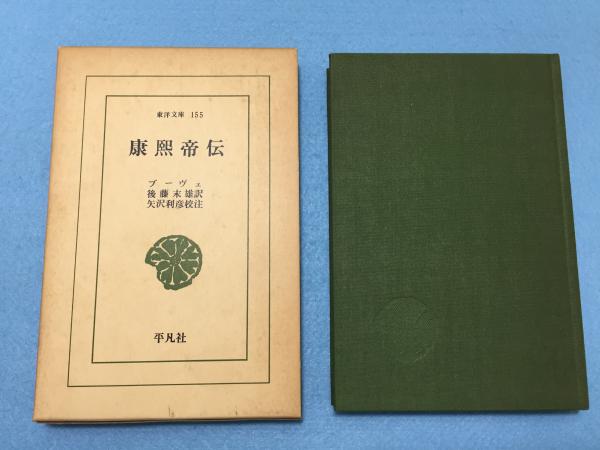 東洋文庫 155
康熙帝伝
ブーヴェ
後藤末雄訳
矢沢利彦校注
平凡社